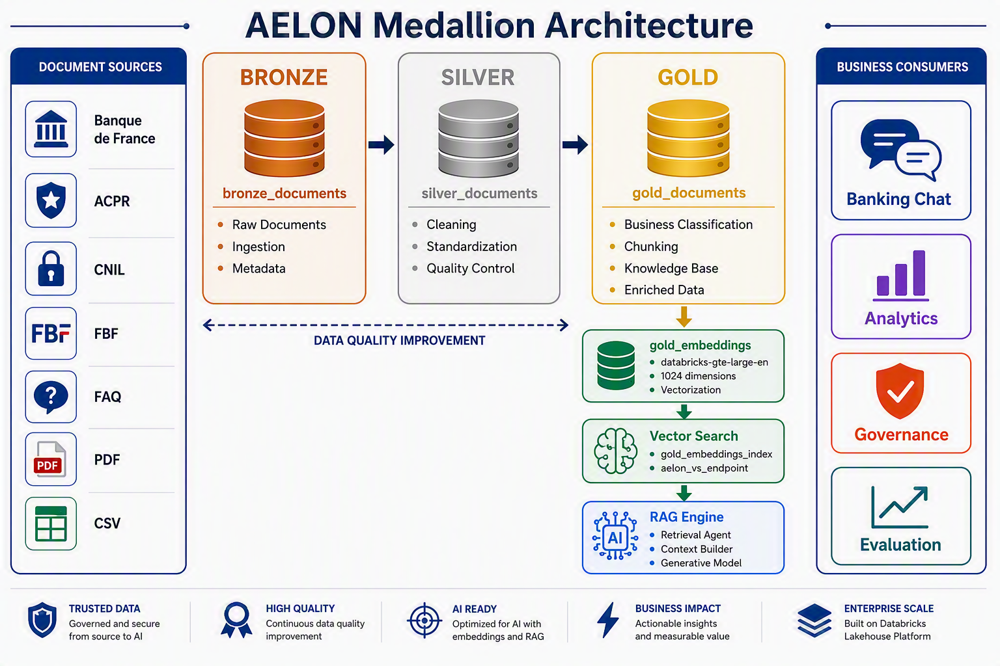 AELON Medallion Architecture
DOCUMENT SOURCES
Banque
de France
ACPR
CNIL
FBF
FBF
?
FAQ
PDF
PDF
CSV
BRONZE
bronze_documents
• Raw Documents
• Ingestion
• Metadata
SILVER
silver_documents
• Cleaning
• Standardization
• Quality Control
GOLD
gold_documents
• Business Classification
• Chunking
• Knowledge Base
• Enriched Data
DATA QUALITY IMPROVEMENT
gold_embeddings
• databricks-gte-large-en
• 1024 dimensions
• Vectorization
Vector Search
• gold_embeddings_index
• aelon_vs_endpoint
AI
RAG Engine
• Retrieval Agent
• Context Builder
• Generative Model
BUSINESS CONSUMERS
Banking Chat
Analytics
Governance
Evaluation
TRUSTED DATA
Governed and secure
from source to AI
HIGH QUALITY
Continuous data quality
improvement
AI READY
Optimized for AI with
embeddings and RAG
BUSINESS IMPACT
Actionable insights
and measurable value
ENTERPRISE SCALE
Built on Databricks
Lakehouse Platform